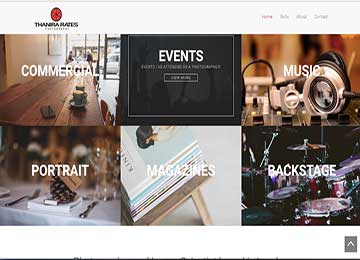 THANIRA RATES
PHOTOGRAPHY
Home
About
Contact
COMMERCIAL
EVENTS
EVENTS I'VE ATTENDED AS A PHOTOGRAPHER
VIEW MORE
MUSIC
PORTRAIT
MAGAZINES
BACKSTAGE